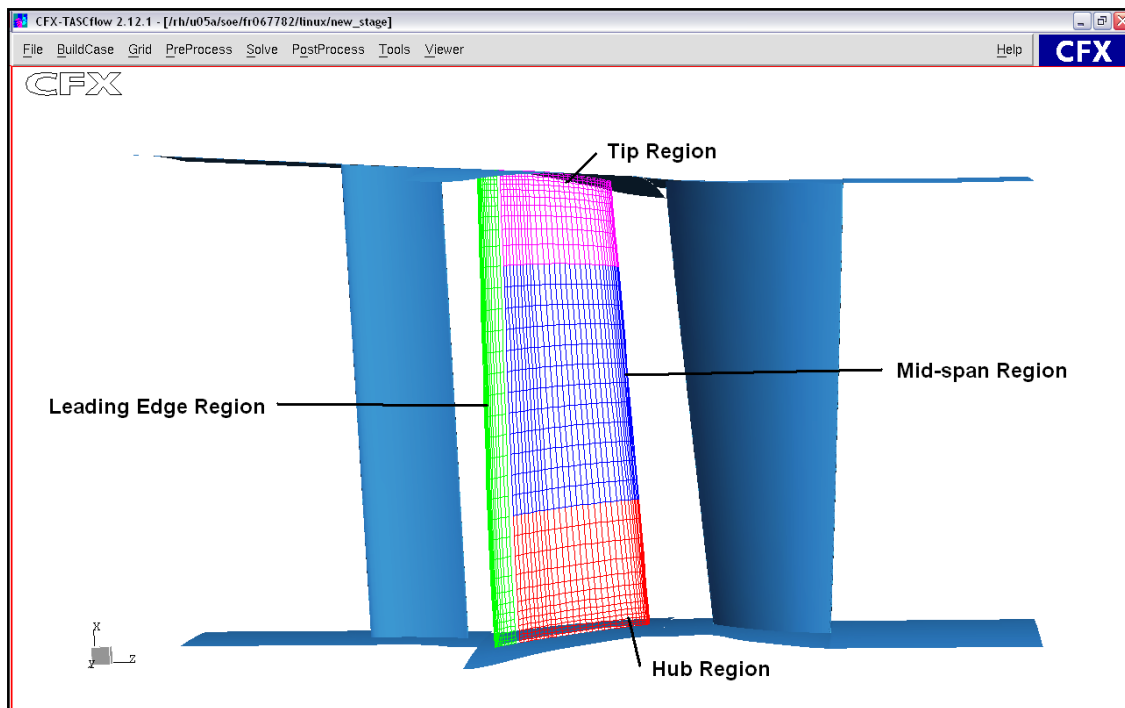 CFX-TASCflow 2.12.1 - [/rh/u05a/soe/fr067782/linux/new_stage]
File BuildCase Grid PreProcess Solve PostProcess Tools Viewer Help CFX
CFX
Tip Region
Mid-span Region
Leading Edge Region
Hub Region
X
y Z